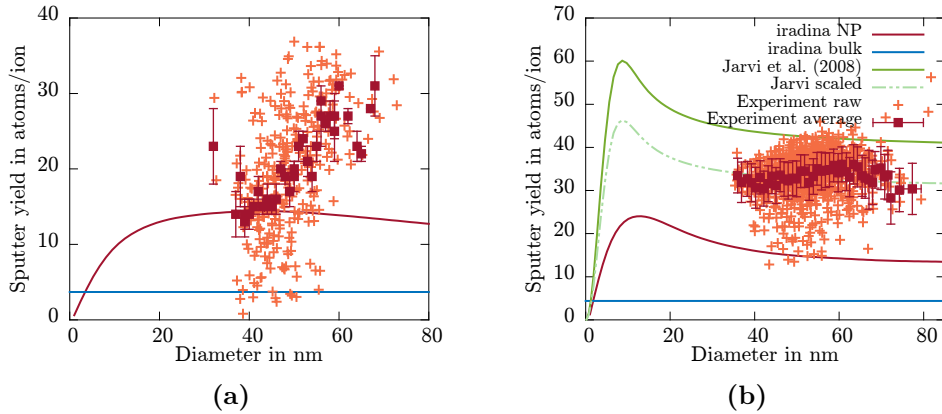 Sputter yield in atoms/ion
40
30
20
10
0
0
20
40
60
80
Diameter in nm
(a)
Sputter yield in atoms/ion
70
60
50
40
30
20
10
0
0
20
40
60
80
Diameter in nm
iradina NP
iradina bulk
Jarvi et al. (2008)
Jarvi scaled
Experiment raw
Experiment average
(b)